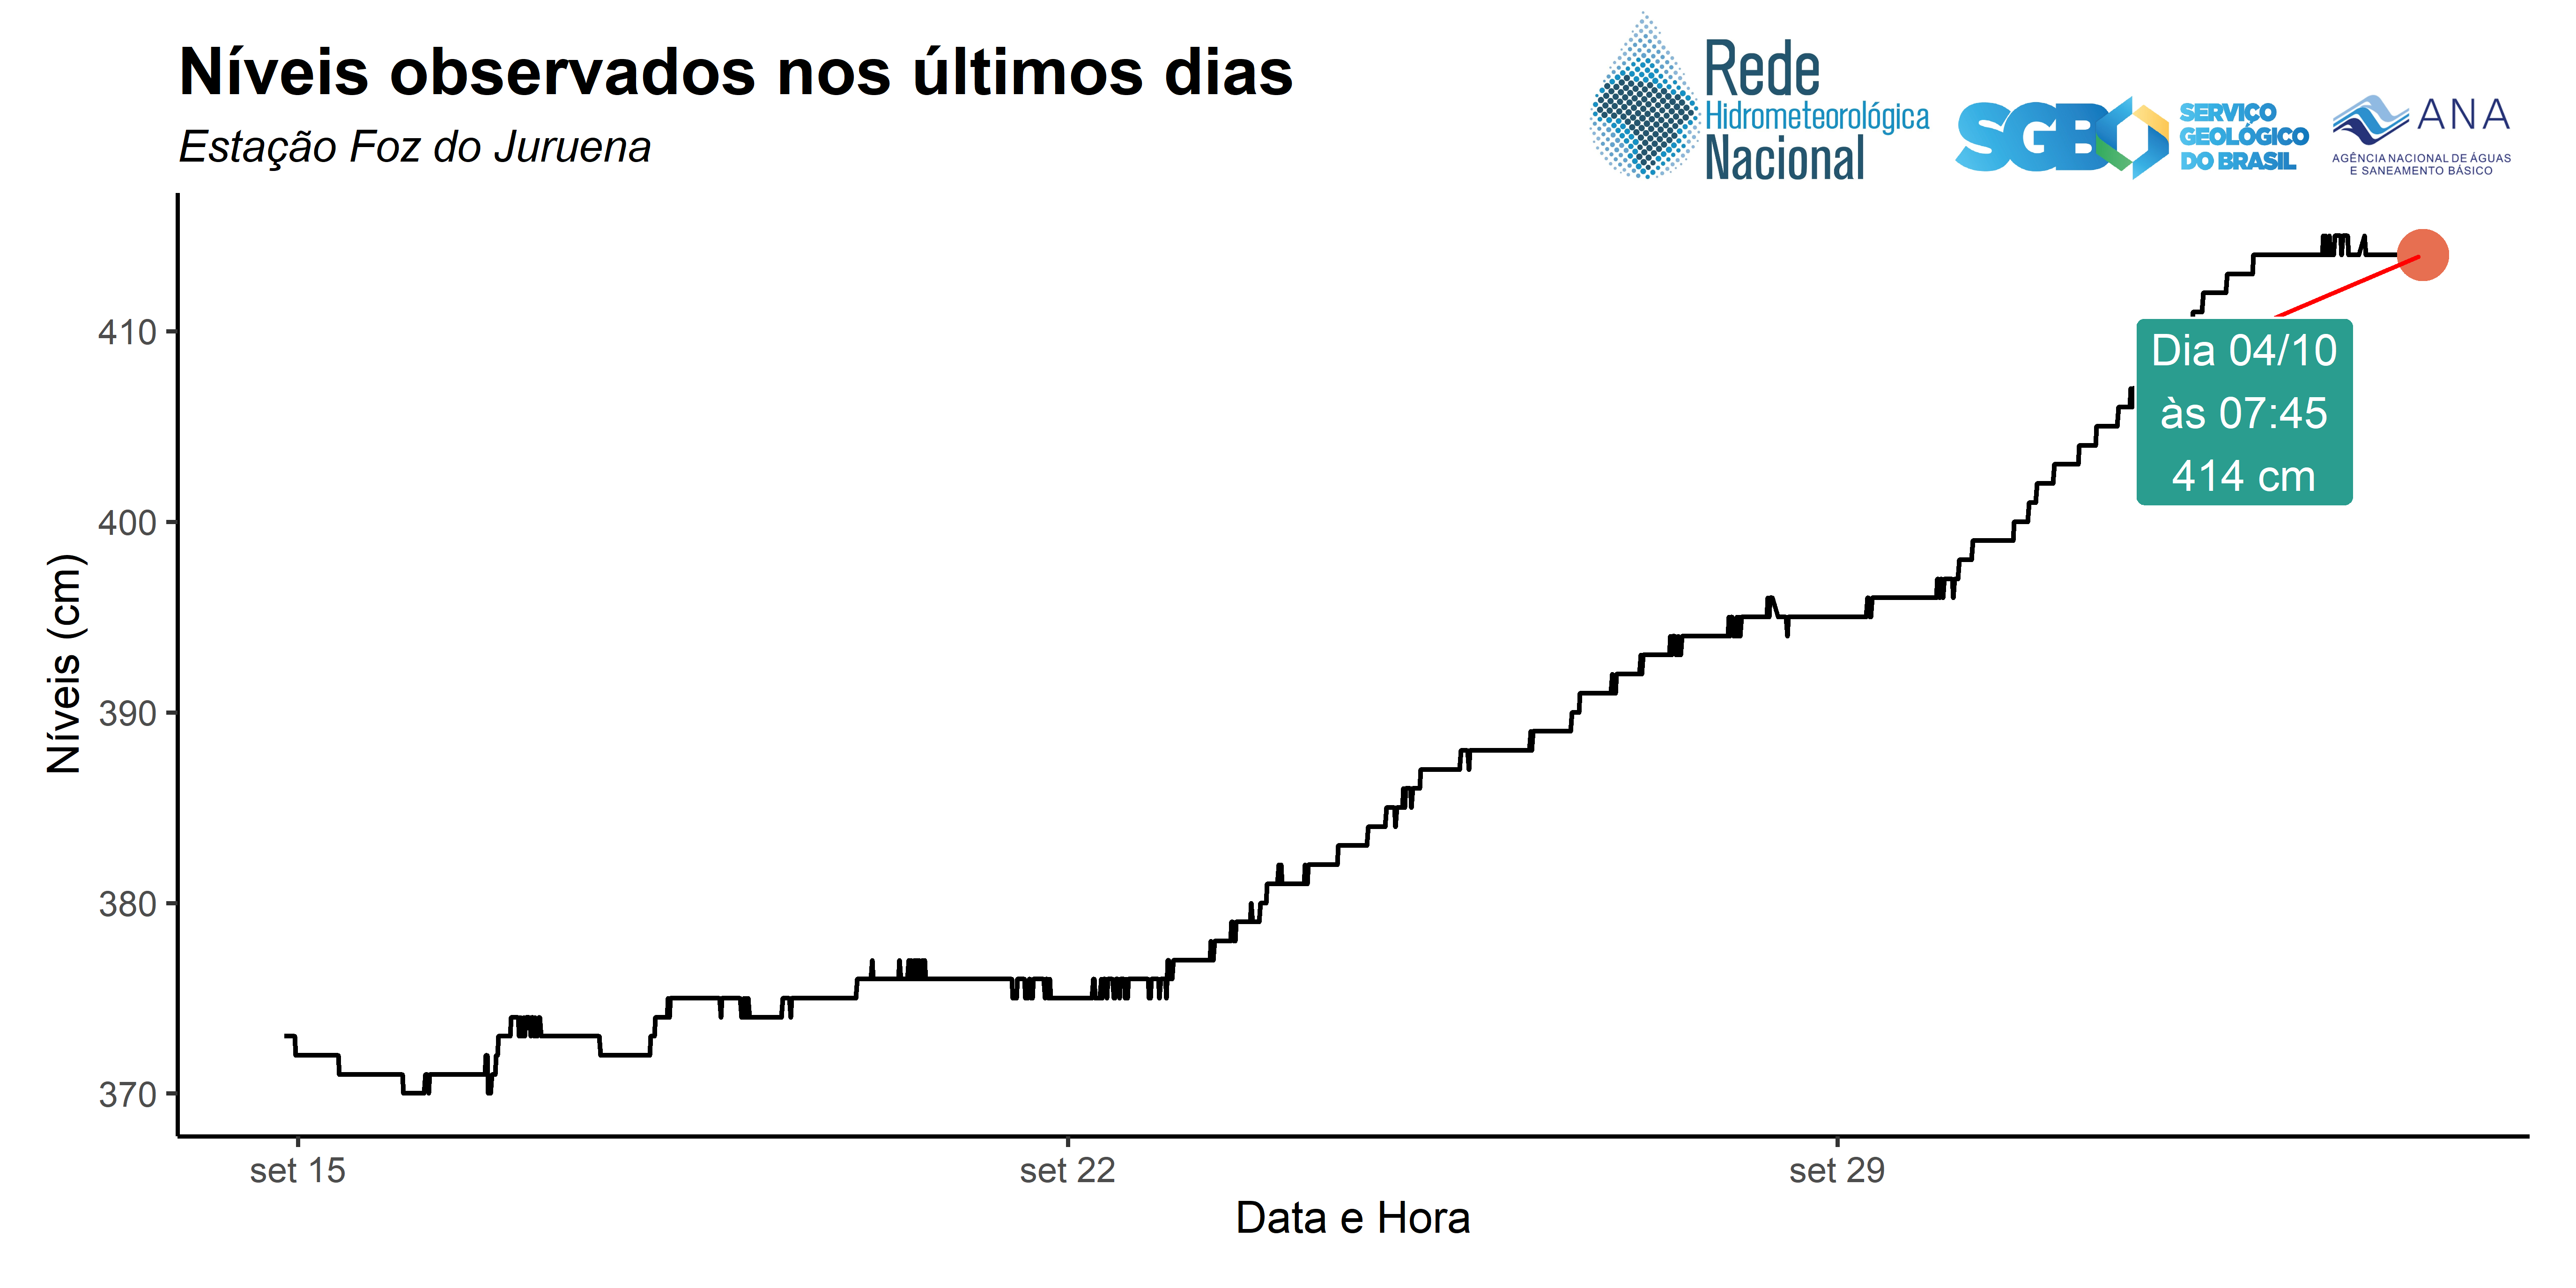 Níveis observados nos últimos dias
Estação Foz do Juruena
Rede
Hidrometeorológica
Nacional
SGB
SERVIÇO
GEOLÓGICO
DO BRASIL
ANA
AGÊNCIA NACIONAL DE ÁGUAS
E SANEAMENTO BÁSICO
Níveis (cm)
410
400
390
380
370
Dia 04/10
às 07:45
414 cm
set 15
set 22
set 29
Data e Hora